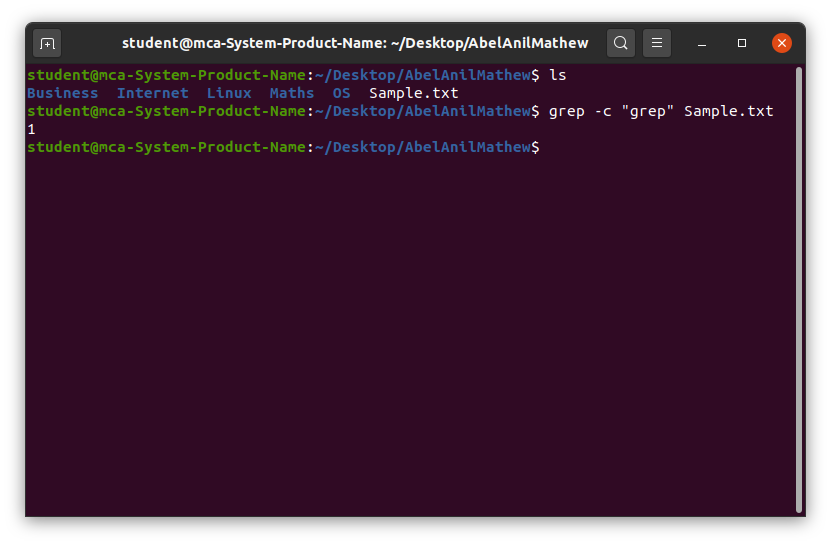 student@mca-System-Product-Name: ~/Desktop/AbelAnilMathew
student@mca-System-Product-Name:~/Desktop/AbelAnilMathew$ ls
Business  Internet  Linux  Maths  OS  Sample.txt
student@mca-System-Product-Name:~/Desktop/AbelAnilMathew$ grep -c "grep" Sample.txt
1
student@mca-System-Product-Name:~/Desktop/AbelAnilMathew$